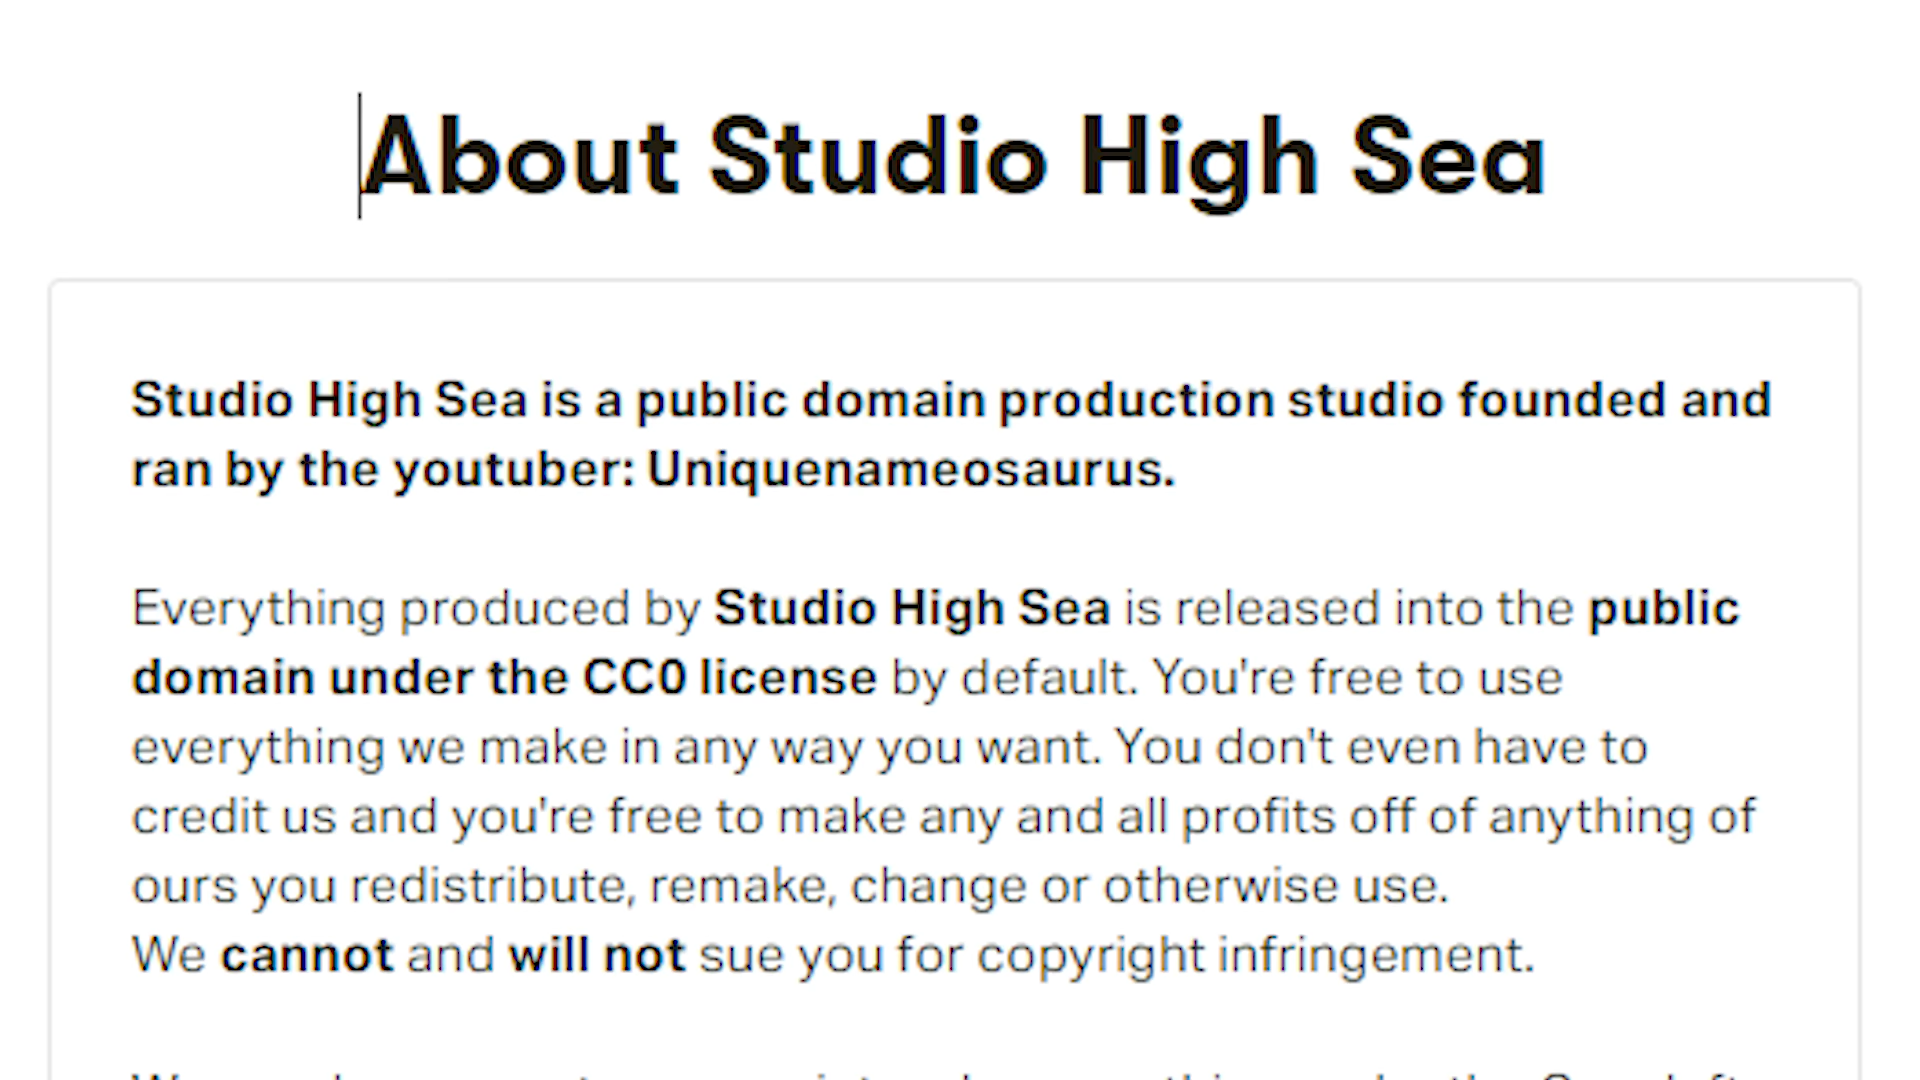 About Studio High Sea
Studio High Sea is a public domain production studio founded and
ran by the youtuber: Uniquenameosaurus.
Everything produced by Studio High Sea is released into the public
domain under the CC0 license by default. You're free to use
everything we make in any way you want. You don't even have to
credit us and you're free to make any and all profits off of anything of
ours you redistribute, remake, change or otherwise use.
We cannot and will not sue you for copyright infringement.